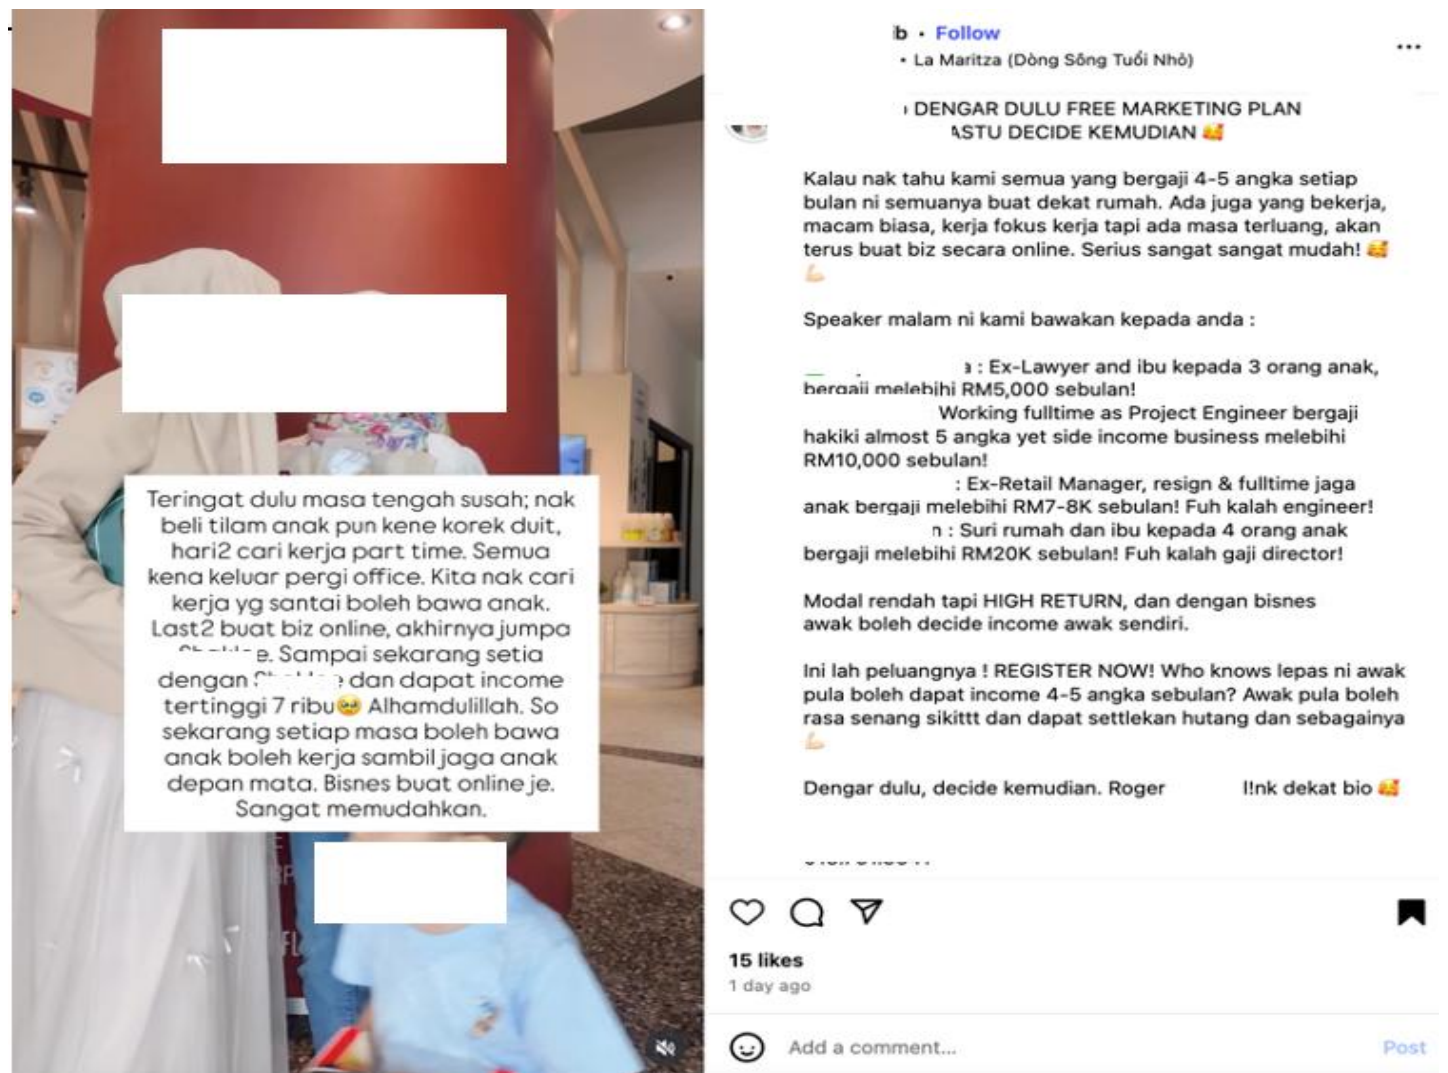 Teringat dulu masa tengah susah; nak
beli tilam anak pun kene korek duit,
hari2 cari kerja part time. Semua
kena keluar pergi office. Kita nak cari
kerja yg santai boleh bawa anak.
Last2 buat biz online, akhirnya jumpa
e. Sampai sekarang setia
dengan dan dapat income
tertinggi 7 ribu🥹 Alhamdulillah. So
sekarang setiap masa boleh bawa
anak boleh kerja sambil jaga anak
depan mata. Bisnes buat online je.
Sangat memudahkan.
b • Follow
• La Maritza (Dòng Sông Tuổi Nhỏ)
DENGAR DULU FREE MARKETING PLAN
ASTU DECIDE KEMUDIAN 🥰
Kalau nak tahu kami semua yang bergaji 4-5 angka setiap
bulan ni semuanya buat dekat rumah. Ada juga yang bekerja,
macam biasa, kerja fokus kerja tapi ada masa terluang, akan
terus buat biz secara online. Serius sangat sangat mudah! 🥰
💪🏻
Speaker malam ni kami bawakan kepada anda :
a : Ex-Lawyer and ibu kepada 3 orang anak,
bergaji melebihi RM5,000 sebulan!
Working fulltime as Project Engineer bergaji
hakiki almost 5 angka yet side income business melebihi
RM10,000 sebulan!
: Ex-Retail Manager, resign & fulltime jaga
anak bergaji melebihi RM7-8K sebulan! Fuh kalah engineer!
n : Suri rumah dan ibu kepada 4 orang anak
bergaji melebihi RM20K sebulan! Fuh kalah gaji director!
Modal rendah tapi HIGH RETURN, dan dengan bisnes
awak boleh decide income awak sendiri.
Ini lah peluangnya ! REGISTER NOW! Who knows lepas ni awak
pula boleh dapat income 4-5 angka sebulan? Awak pula boleh
rasa senang sikittt dan dapat settlekan hutang dan sebagainya
💪🏻
Dengar dulu, decide kemudian. Roger l!nk dekat bio 🥰
15 likes
1 day ago
Add a comment...
Post